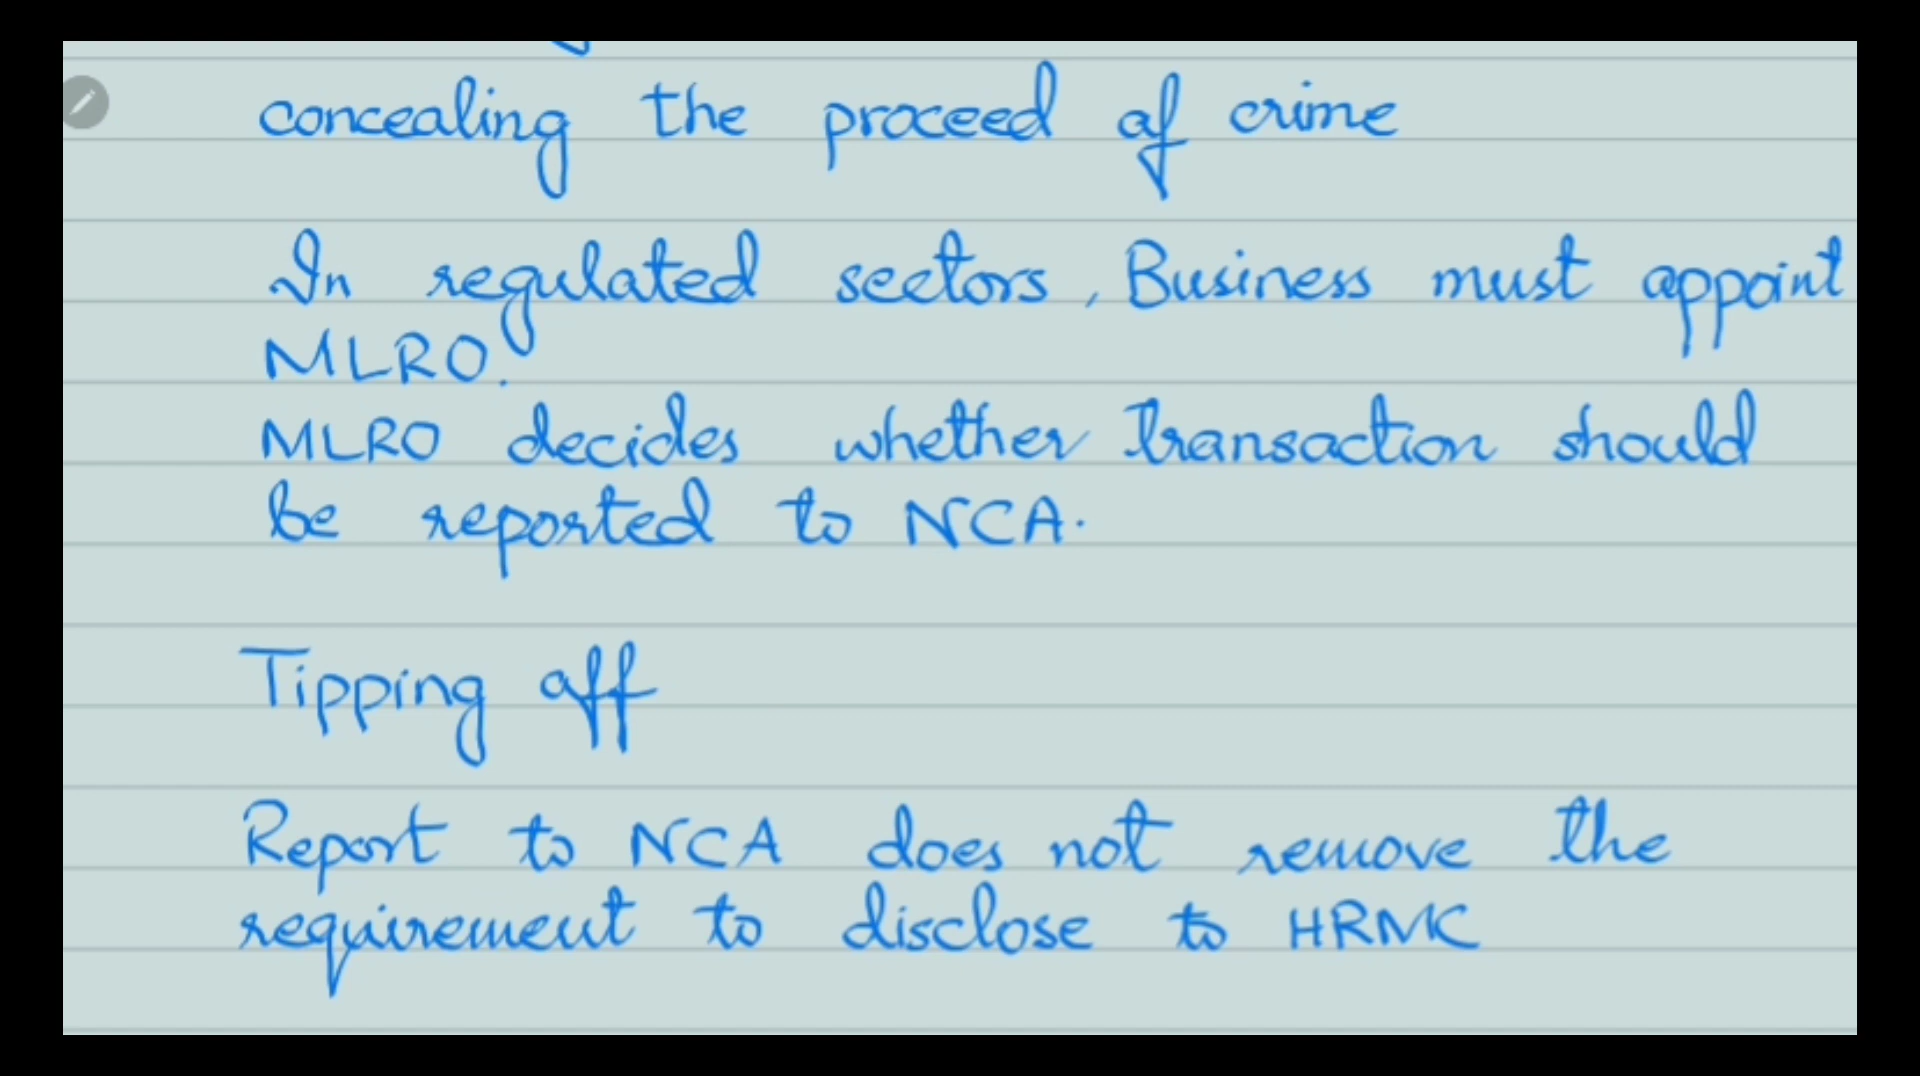 concealing the proceed of crime
In regulated sectors, Business must appoint
MLRO.
MLRO decides whether Transaction should
be reported to NCA.
Tipping off
Report to NCA does not remove the
requirement to disclose to HRMC